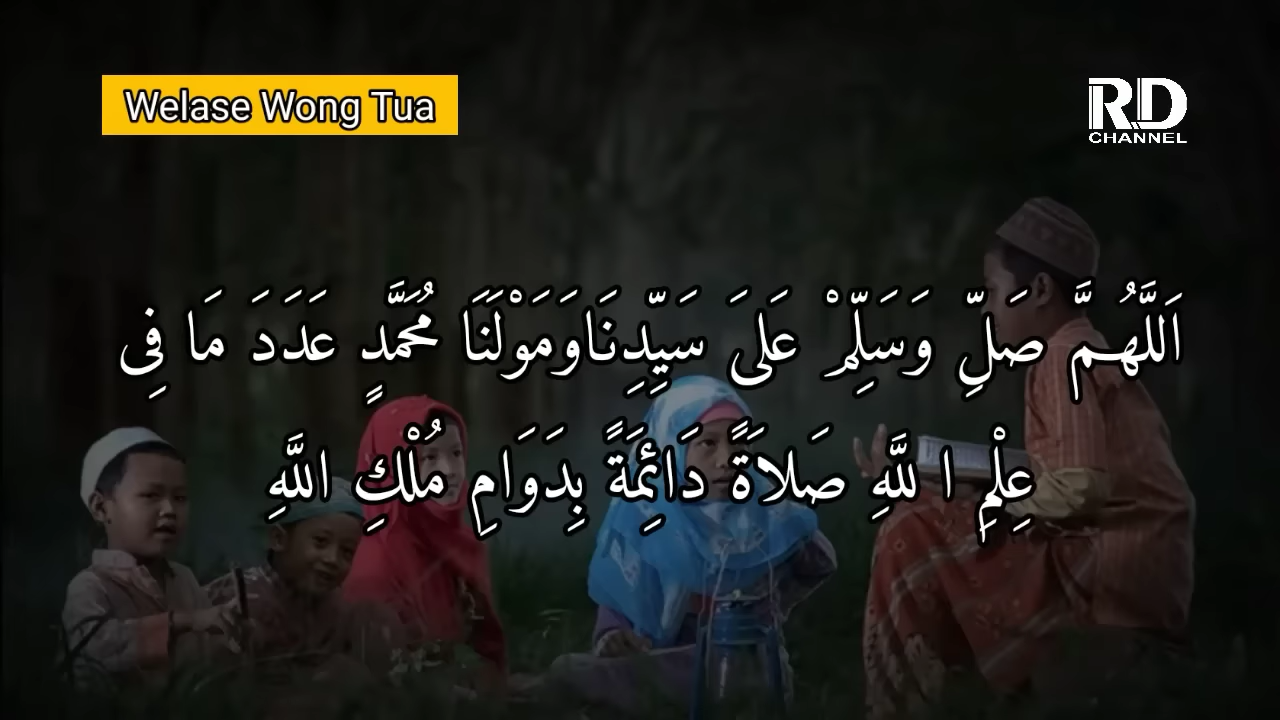 Welase Wong Tua
RD
CHANNEL
اَللَّهُمَّ صَلِّ وَسَلِّمْ عَلَىَ سَيِّدِنَاوَمَوْلَنَا مُحَمَّدٍ عَدَدَ مَا فِى
عِلْمِ ا للَّهِ صَلاَةً دَائِمَةً بِدَوَامِ مُلْكِ اللَّهِ